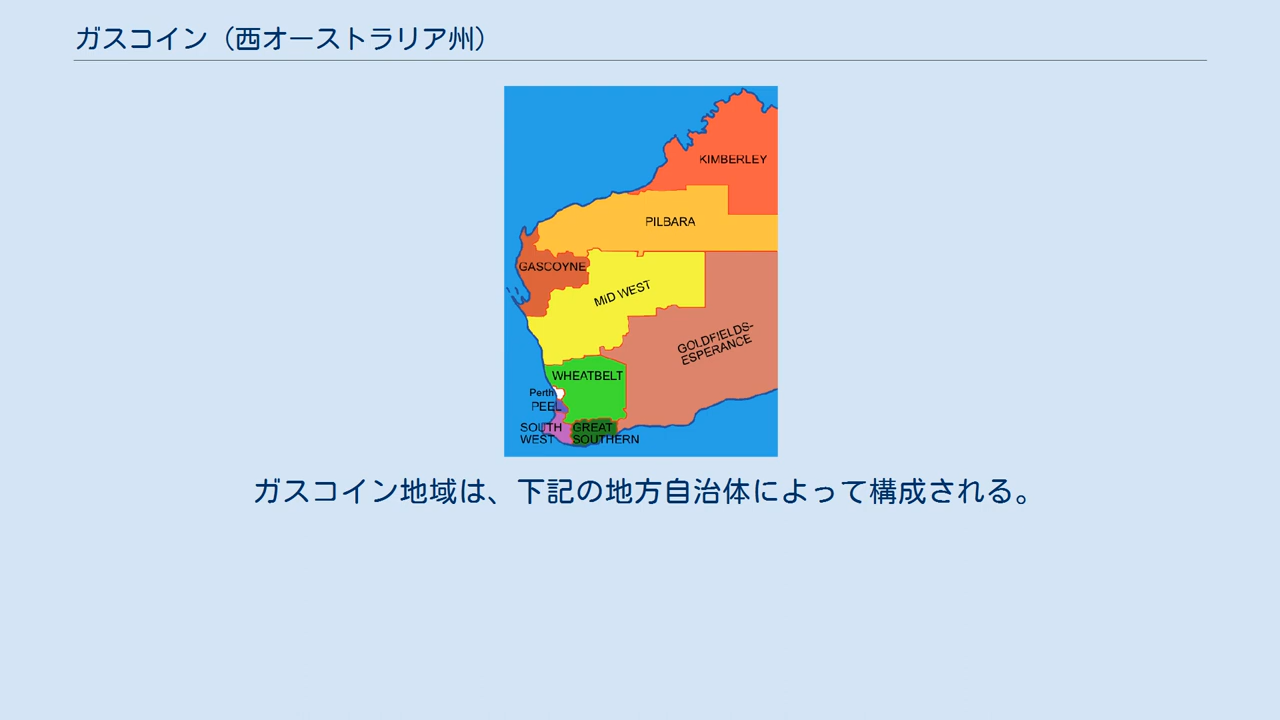 ガスコイン（西オーストラリア州）
KIMBERLEY
PILBARA
GASCOYNE
MID WEST
GOLDFIELDS-
ESPERANCE
WHEATBELT
Perth
PEEL
SOUTH
WEST
GREAT
SOUTHERN
ガスコイン地域は、下記の地方自治体によって構成される。